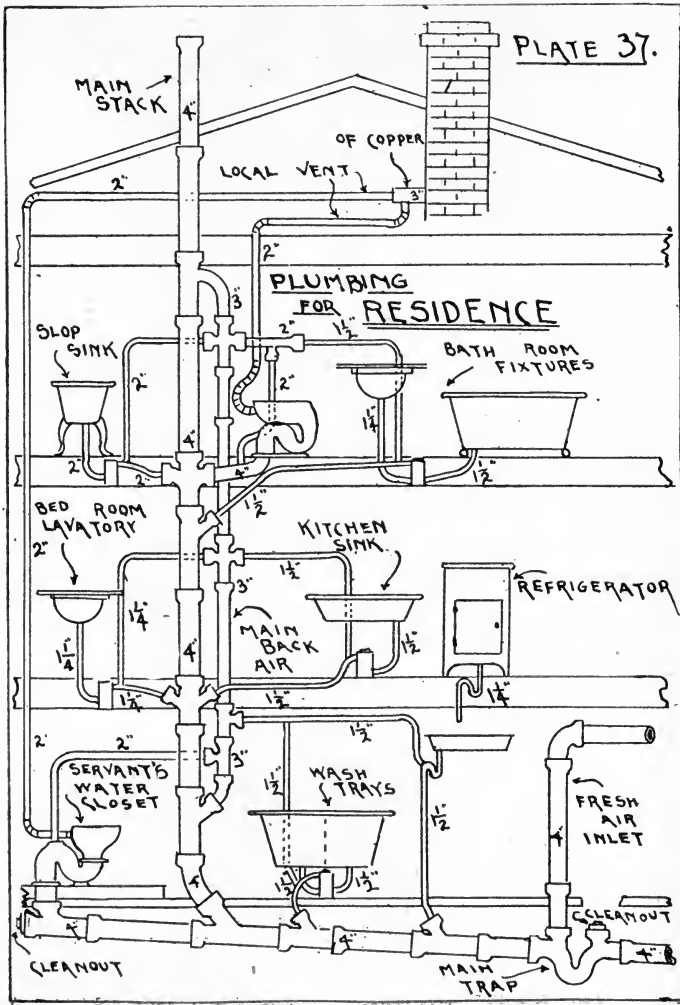 PLATE 37.
MAIN
STACK
4"
OF COPPER
LOCAL VENT
2"
3"
2"
PLUMBING
FOR RESIDENCE
3"
2"
1½"
SLOP
SINK
BATH ROOM
FIXTURES
2"
2"
1¼"
4"
2"
2"
4"
1½"
1½"
BED ROOM
LAVATORY
KITCHEN
SINK
2"
1½"
3"
REFRIGERATOR
1¼"
4"
MAIN
BACK
AIR
1¼"
1½"
1¼"
1½"
1¼"
2"
2"
3"
1½"
SERVANT'S
WATER
CLOSET
1½"
WASH
TRAYS
1½"
FRESH
AIR
INLET
4"
4"
1½"
1½"
CLEANOUT
4"
4"
4"
CLEANOUT
MAIN
TRAP